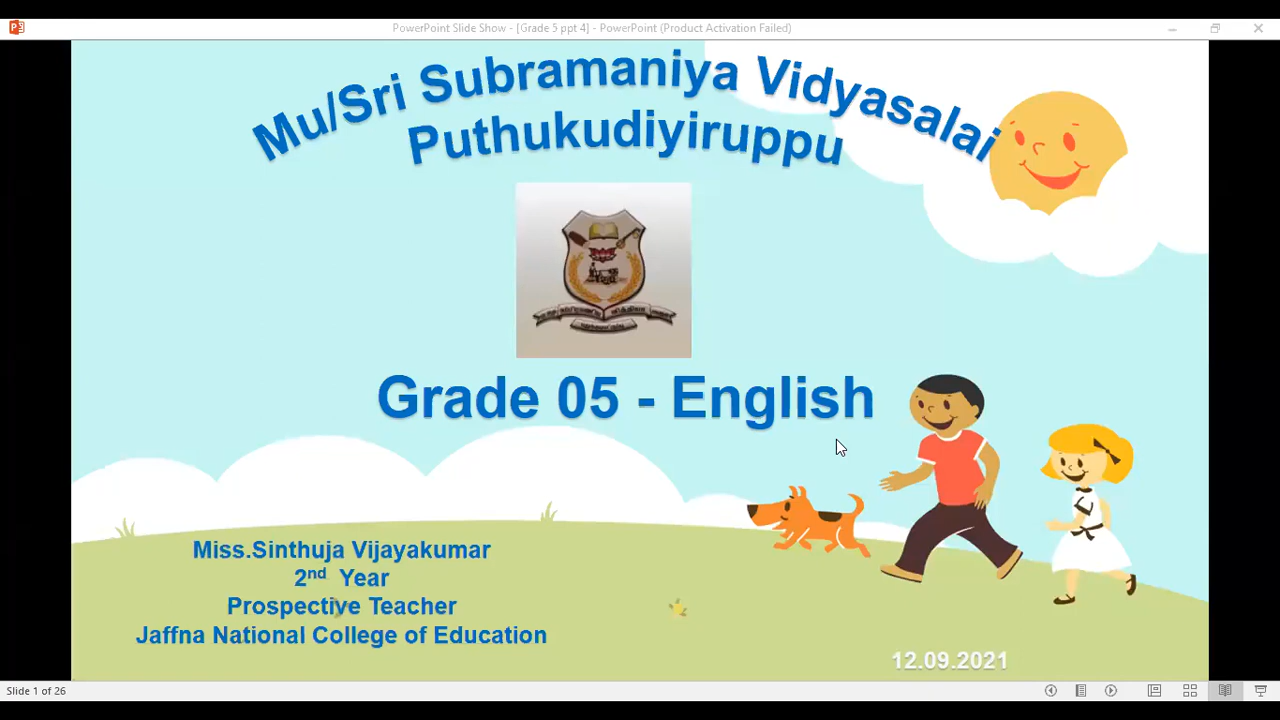 PowerPoint Slide Show - [Grade 5 ppt 4] - PowerPoint (Product Activation Failed)
Mu/Sri Subramaniya Vidyasalai
Puthukudiyiruppu
Grade 05 - English
Miss.Sinthuja Vijayakumar
2nd Year
Prospective Teacher
Jaffna National College of Education
12.09.2021
Slide 1 of 26